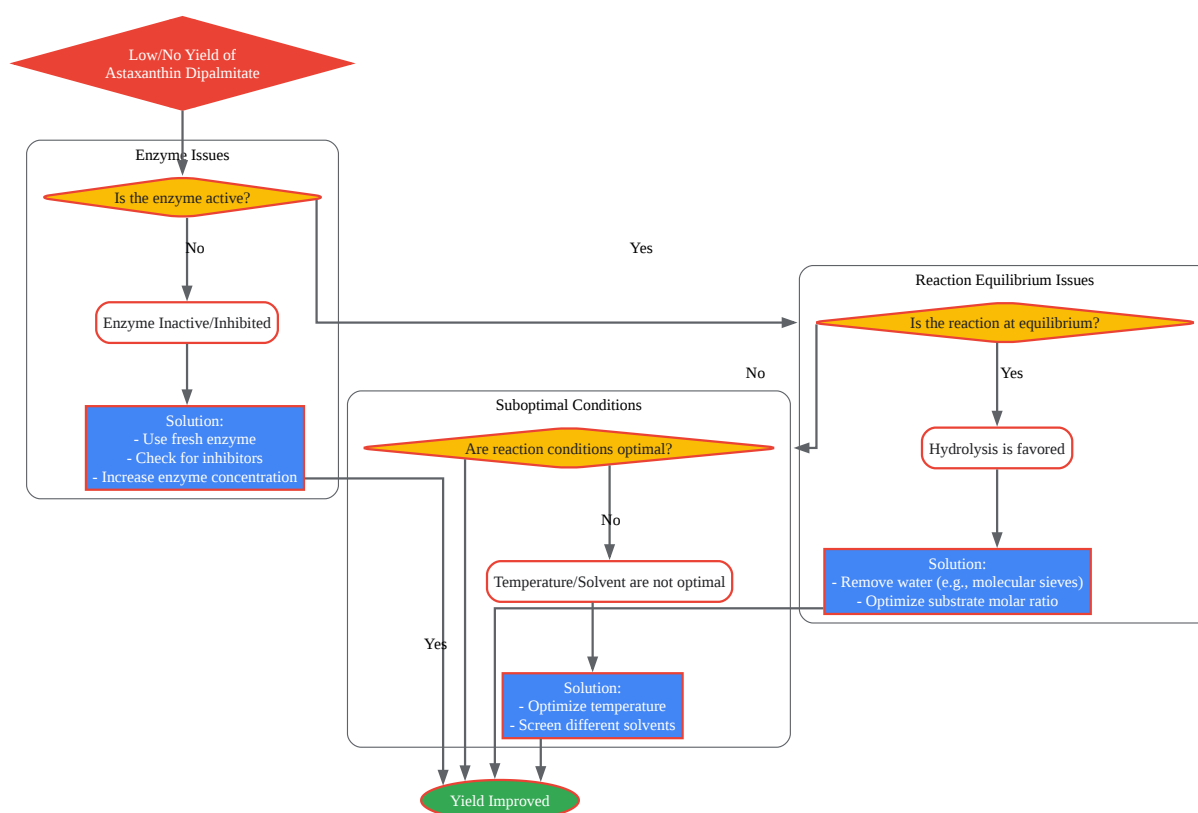 Low/No Yield of
Astaxanthin Dipalmitate
Enzyme Issues
Is the enzyme active?
No
Yes
Enzyme Inactive/Inhibited
Solution:
- Use fresh enzyme
- Check for inhibitors
- Increase enzyme concentration
Reaction Equilibrium Issues
Is the reaction at equilibrium?
No
Yes
Hydrolysis is favored
Solution:
- Remove water (e.g., molecular sieves)
- Optimize substrate molar ratio
Suboptimal Conditions
Are reaction conditions optimal?
No
Temperature/Solvent are not optimal
Yes
Solution:
- Optimize temperature
- Screen different solvents
Yield Improved